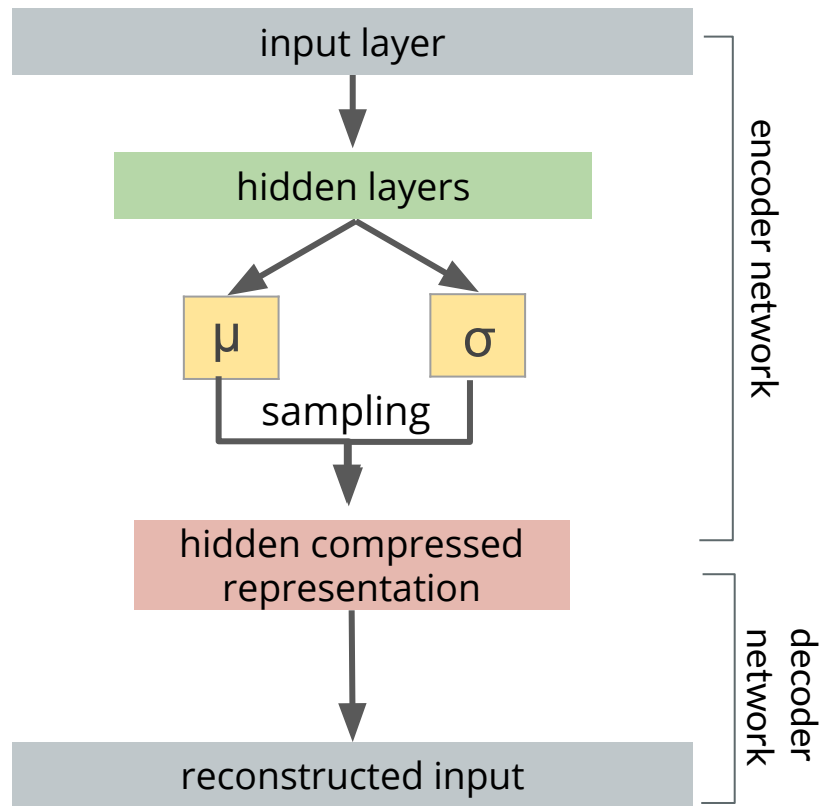 input layer
encoder network
hidden layers
μ
σ
sampling
hidden compressed
representation
decoder
network
reconstructed input